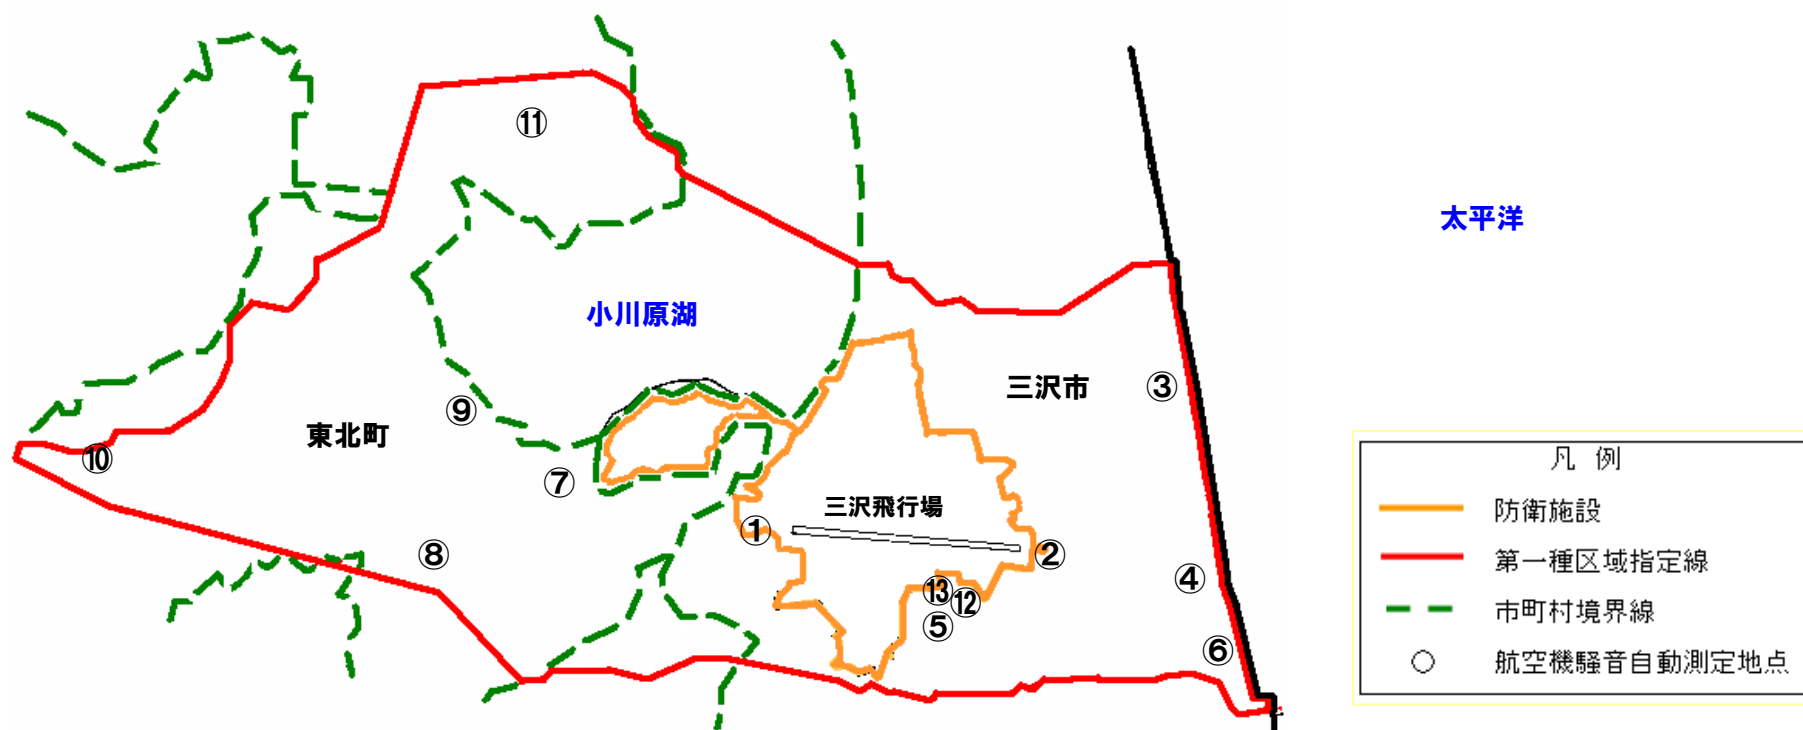 ⑪
太平洋
小川原湖
三沢市
③
⑨
東北町
⑩
⑦
三沢飛行場
①
②
⑧
④
⑬
⑫
⑤
⑥
凡 例
防衛施設
第一種区域指定線
市町村境界線
航空機騒音自動測定地点